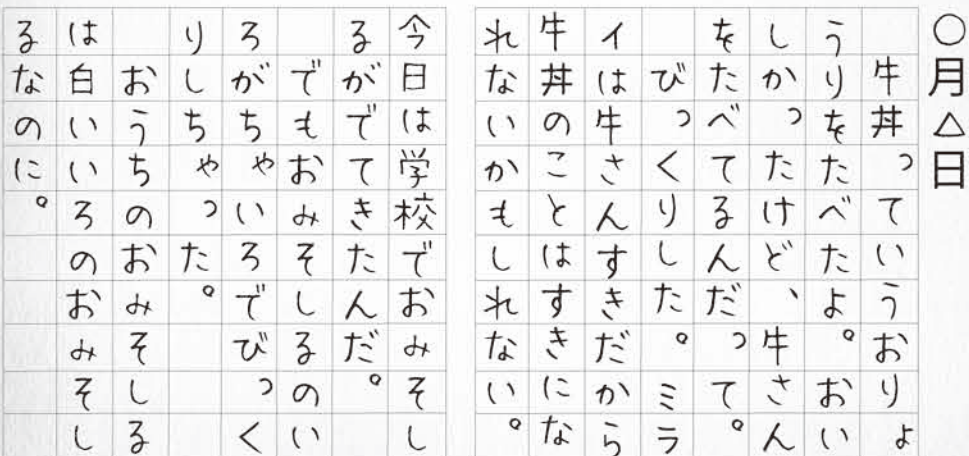 ○月△日
牛丼っていうおりょ
うりをたべたよ。おい
しかったけど、牛さん
をたべてるんだって。
びっくりした。ミラ
イは牛さんすきだから
牛丼のことはすきにな
れないかもしれない。
今日は学校でおみそし
るがでてきたんだ。
でもおみそしるのい
ろがちゃいろでびっく
りしちゃった。
おうちのおみそしる
は白いいろのおみそし
るなのに。